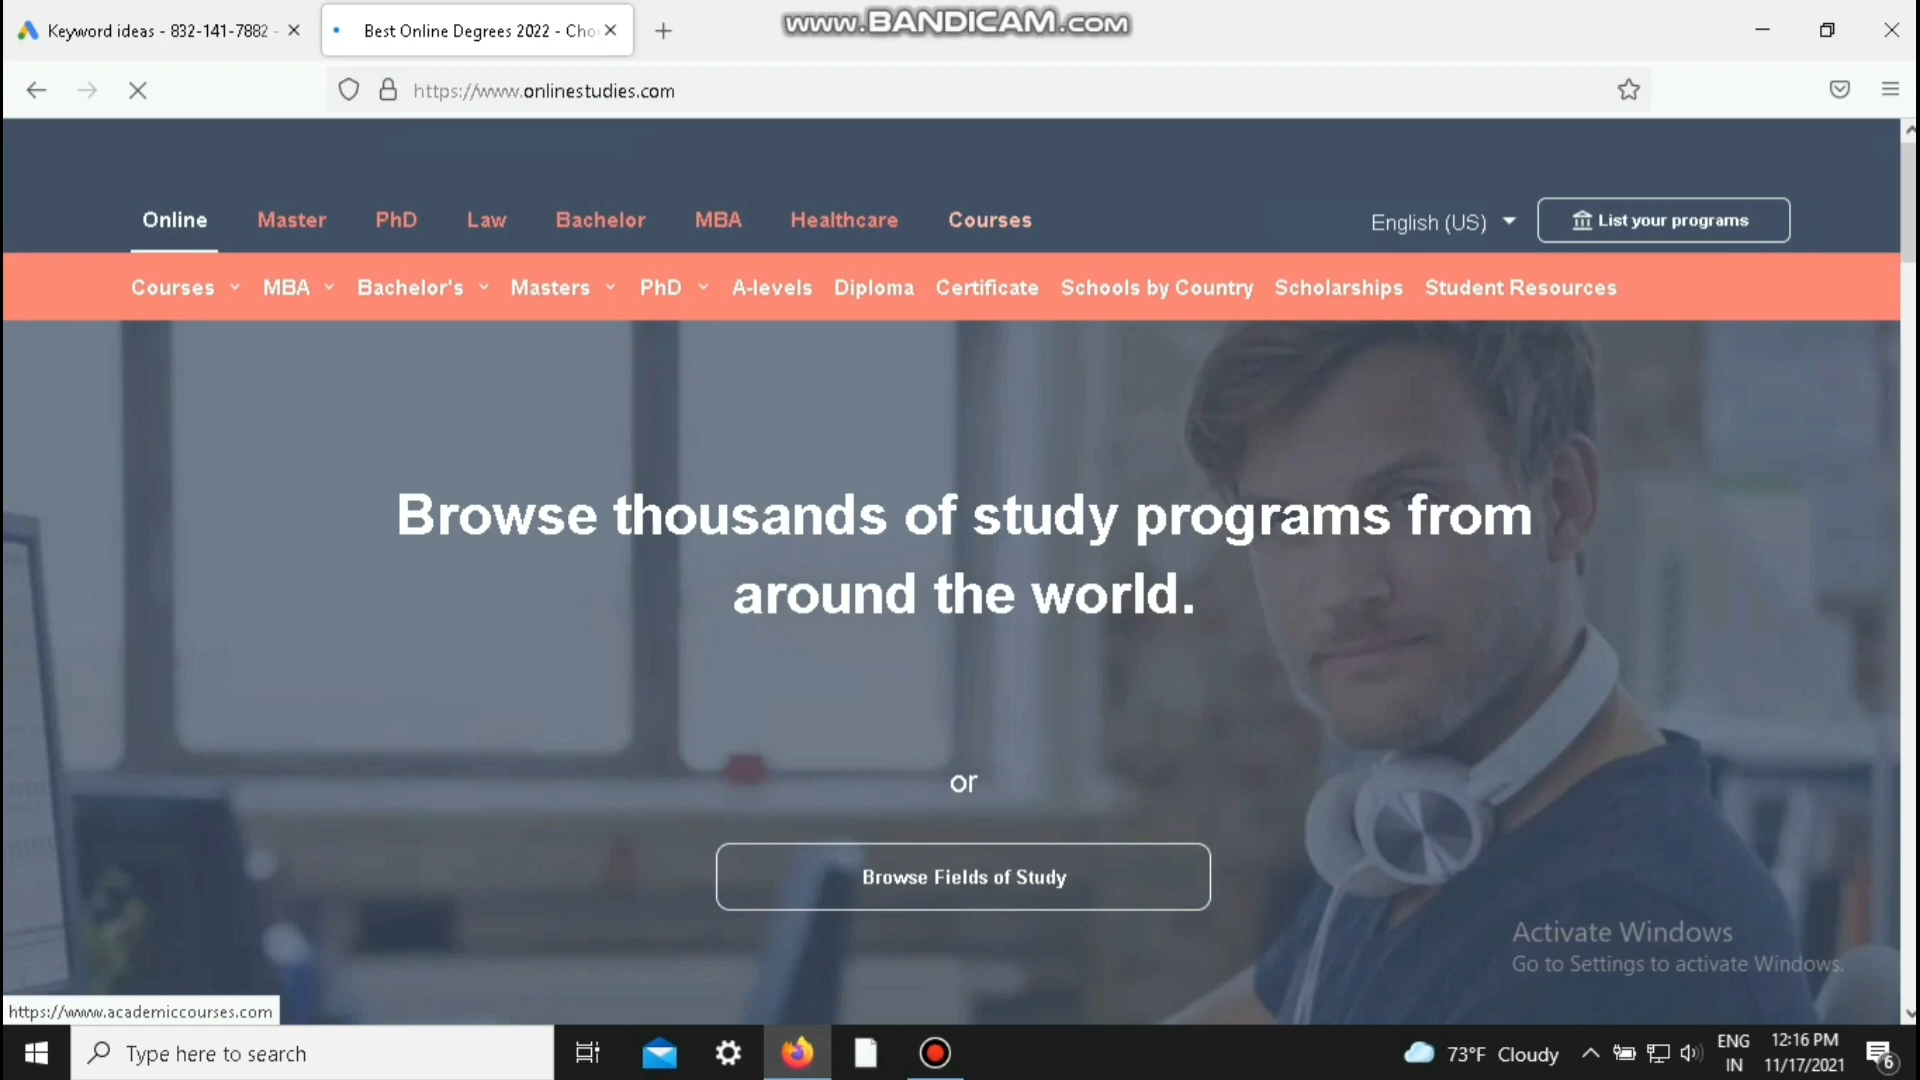 www.BANDICAM.com
Keyword ideas - 832-141-7882 -
Best Online Degrees 2022 - Cho
https://www.onlinestudies.com
Online Master PhD Law Bachelor MBA Healthcare Courses
English (US) List your programs
Courses MBA Bachelor's Masters PhD A-levels Diploma Certificate Schools by Country Scholarships Student Resources
Browse thousands of study programs from
around the world.
or
Browse Fields of Study
Activate Windows
Go to Settings to activate Windows.
https://www.academiccourses.com
Type here to search
73°F Cloudy
ENG
IN
12:16 PM
11/17/2021
6